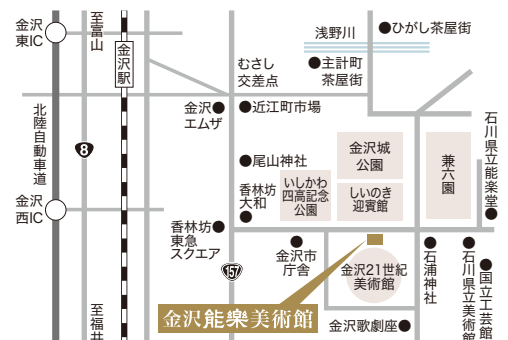 金沢
東IC
至富山
金沢駅
浅野川
ひがし茶屋街
主計町
茶屋街
むさし
交差点
金沢
エムザ
近江町市場
北陸自動車道
8
尾山神社
金沢城
公園
兼六園
石川県立能楽堂
いしかわ
四高記念
公園
しいのき
迎賓館
香林坊
大和
金沢
西IC
香林坊
東急
スクエア
157
金沢市
庁舎
金沢21世紀
美術館
石浦神社
石川県立美術館
国立工芸館
至福井
金沢能樂美術館
金沢歌劇座